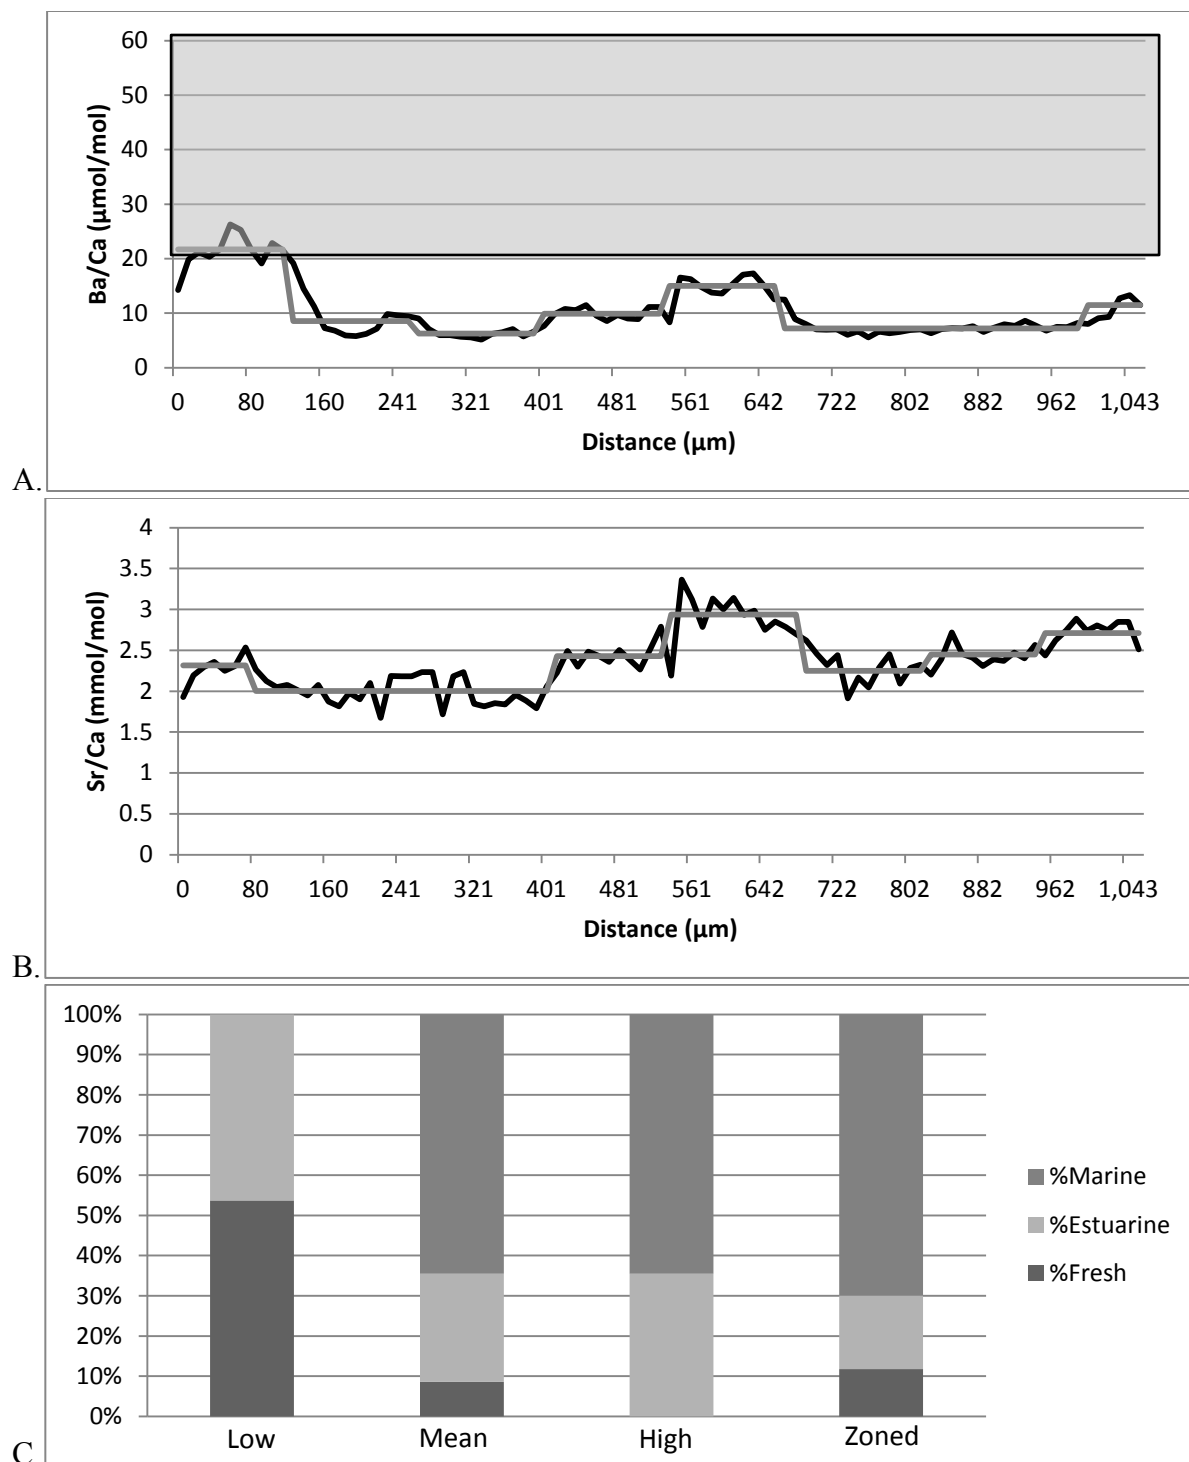 60
50
40
30
20
10
0
Ba/Ca (µmol/mol)
0 80 160 241 321 401 481 561 642 722 802 882 962 1,043
Distance (µm)
A.
4
3.5
3
2.5
2
1.5
1
0.5
0
Sr/Ca (mmol/mol)
0 80 160 241 321 401 481 561 642 722 802 882 962 1,043
Distance (µm)
B.
100%
90%
80%
70%
60%
50%
40%
30%
20%
10%
0%
Low Mean High Zoned
%Marine
%Estuarine
%Fresh
C